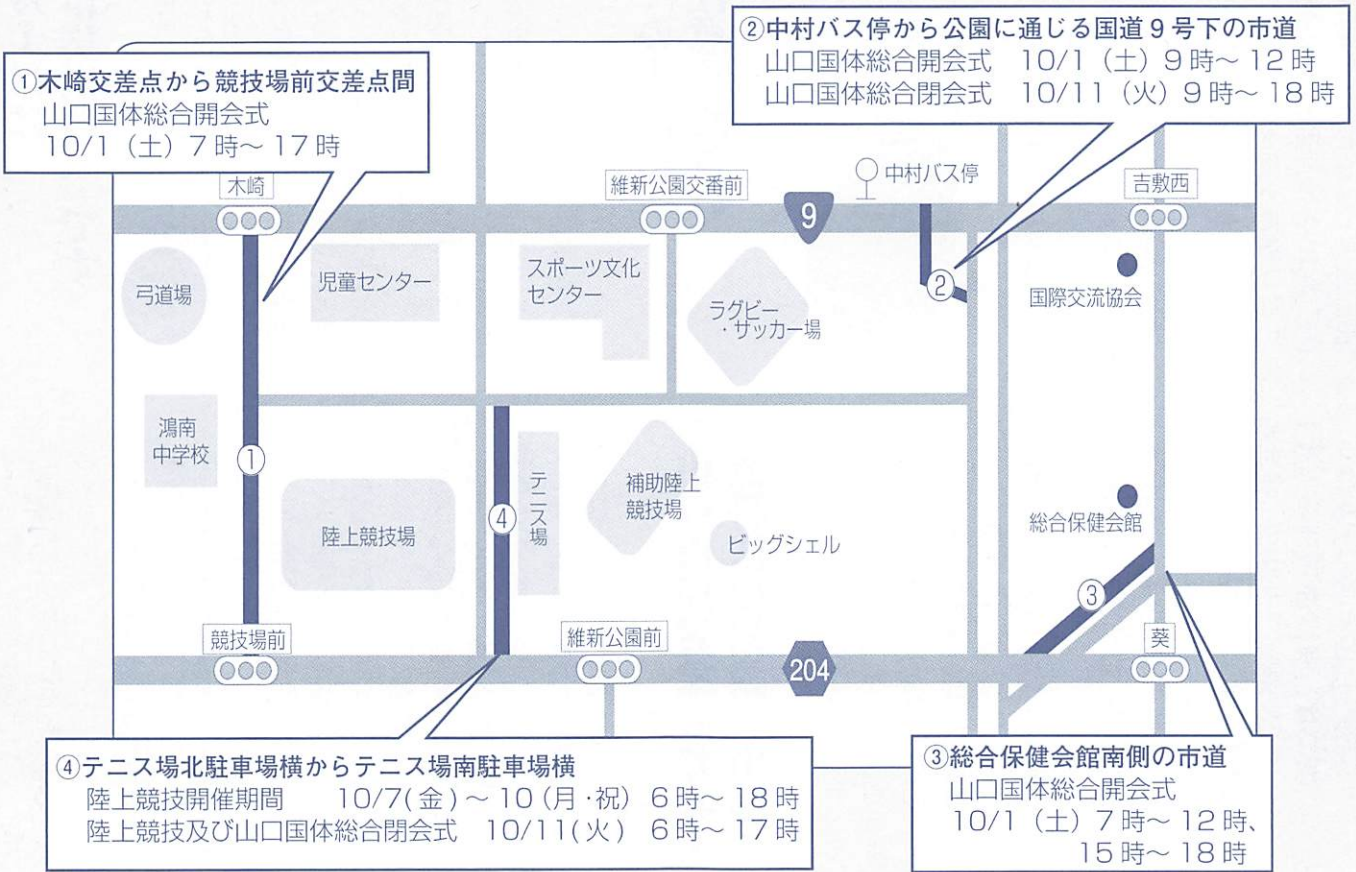 ①木崎交差点から競技場前交差点間
山口国体総合開会式
10/1（土）7時～17時
②中村バス停から公園に通じる国道9号下の市道
山口国体総合開会式 10/1（土）9時～12時
山口国体総合閉会式 10/11（火）9時～18時
木崎
維新公園交番前
9
中村バス停
吉敷西
弓道場
児童センター
スポーツ文化
センター
ラグビー
・サッカー場
②
国際交流協会
鴻南
中学校
①
陸上競技場
④
テニス場
補助陸上
競技場
ビッグシェル
総合保健会館
③
競技場前
維新公園前
204
葵
④テニス場北駐車場横からテニス場南駐車場横
陸上競技開催期間 10/7(金)～10(月・祝) 6時～18時
陸上競技及び山口国体総合閉会式 10/11(火) 6時～17時
③総合保健会館南側の市道
山口国体総合開会式
10/1（土）7時～12時、
15時～18時